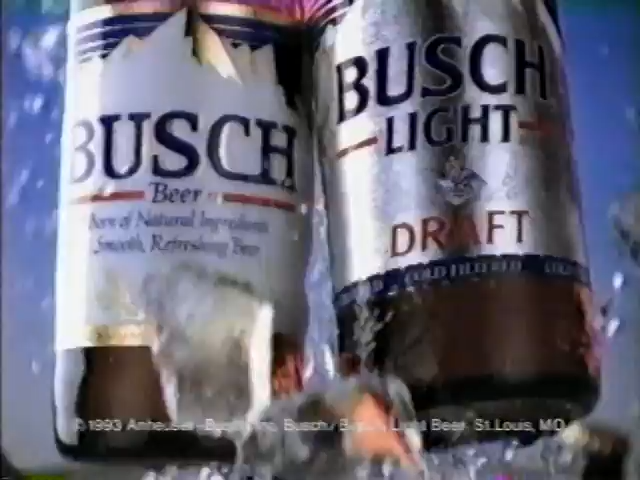 BUSCH
Beer
Born of Natural Ingredients
Smooth, Refreshing Beer
BUSCH
LIGHT
DRAFT
COLD FILTERED
© 1993 Anheuser-Busch, Inc. Busch / Busch Light Beer St. Louis, MO